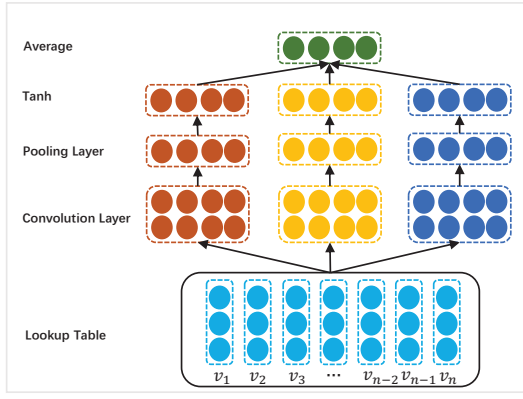 Average
Tanh
Pooling Layer
Convolution Layer
Lookup Table
v₁ v₂ v₃ ... vₙ₋₂ vₙ₋₁ vₙ